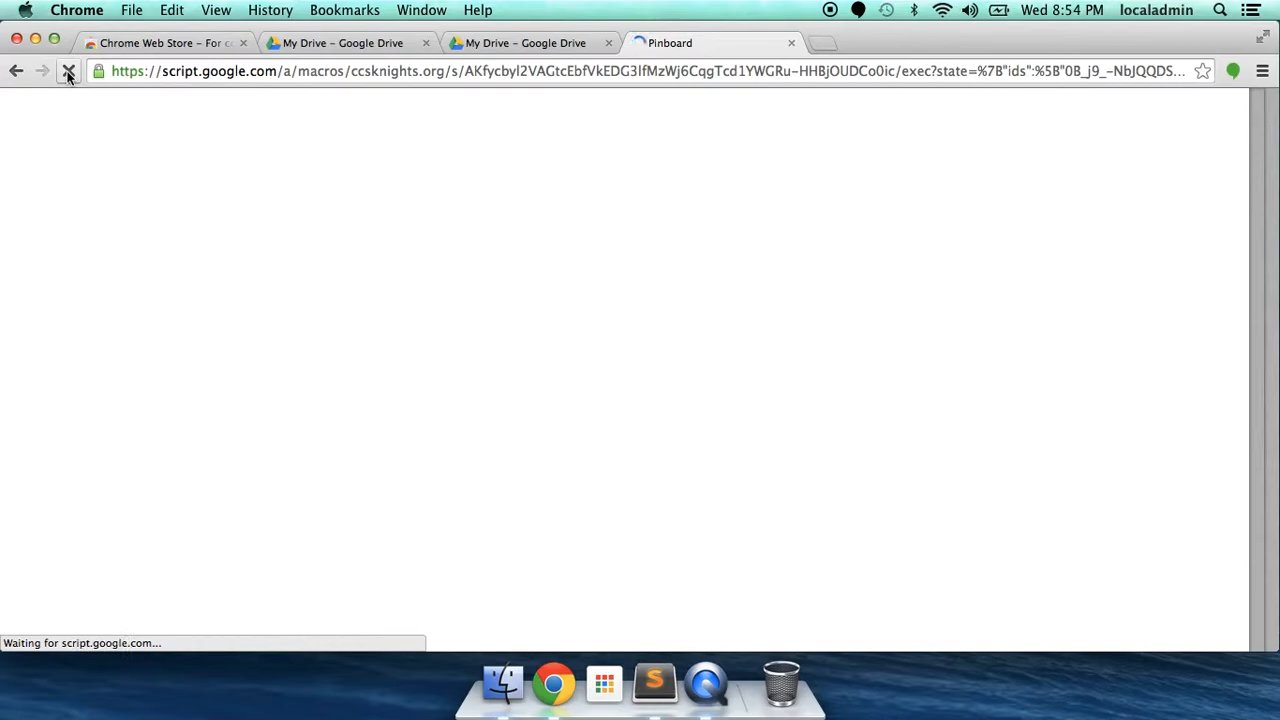 Chrome File Edit View History Bookmarks Window Help Wed 8:54 PM localadmin
Chrome Web Store - For cc My Drive - Google Drive My Drive - Google Drive Pinboard
https://script.google.com/a/macros/ccsknights.org/s/AKfycbyl2VAGtcEbfVkEDG3lfMzWj6CqgTcd1YWGRu-HHBjOUDCo0ic/exec?state=%7B"ids":%5B"0B_j9_-NbJQQDS...
Waiting for script.google.com...
S